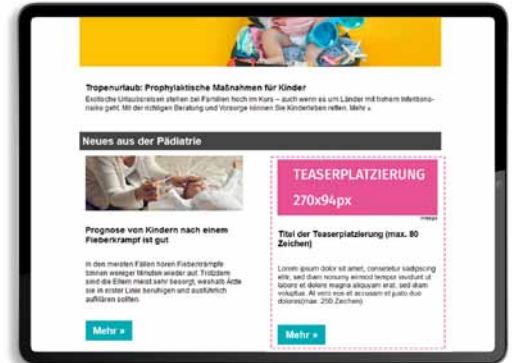 Tropenurlaub: Prophylaktische Maßnahmen für Kinder
Exotische Urlaubsreisen stehen bei Familien hoch im Kurs – auch wenn es um Länder mit hohem Infektions-
risiko geht. Mit der richtigen Beratung und Vorsorge können Sie Kinderleben retten. Mehr »
Neues aus der Pädiatrie
Prognose von Kindern nach einem
Fieberkrampf ist gut
In den meisten Fällen hören Fieberkrämpfe
binnen weniger Minuten wieder auf. Trotzdem
sind die Eltern meist sehr besorgt, weshalb Ärzte
sie in erster Linie beruhigen und ausführlich
aufklären sollten.
Mehr »
TEASERPLATZIERUNG
270x94px
Titel der Teaserplatzierung (max. 80
Zeichen)
Lorem ipsum dolor sit amet, consetetur sadipscing
elitr, sed diam nonumy eirmod tempor invidunt ut
labore et dolore magna aliquyam erat, sed diam
voluptua. At vero eos et accusam et justo duo
dolores(max. 250 Zeichen)
Mehr »